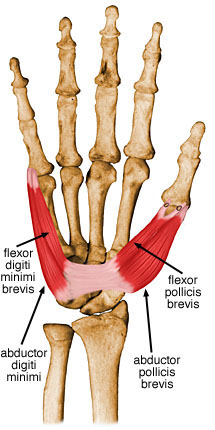 flexor
digiti
minimi
brevis
abductor
digiti
minimi
flexor
pollicis
brevis
abductor
pollicis
brevis